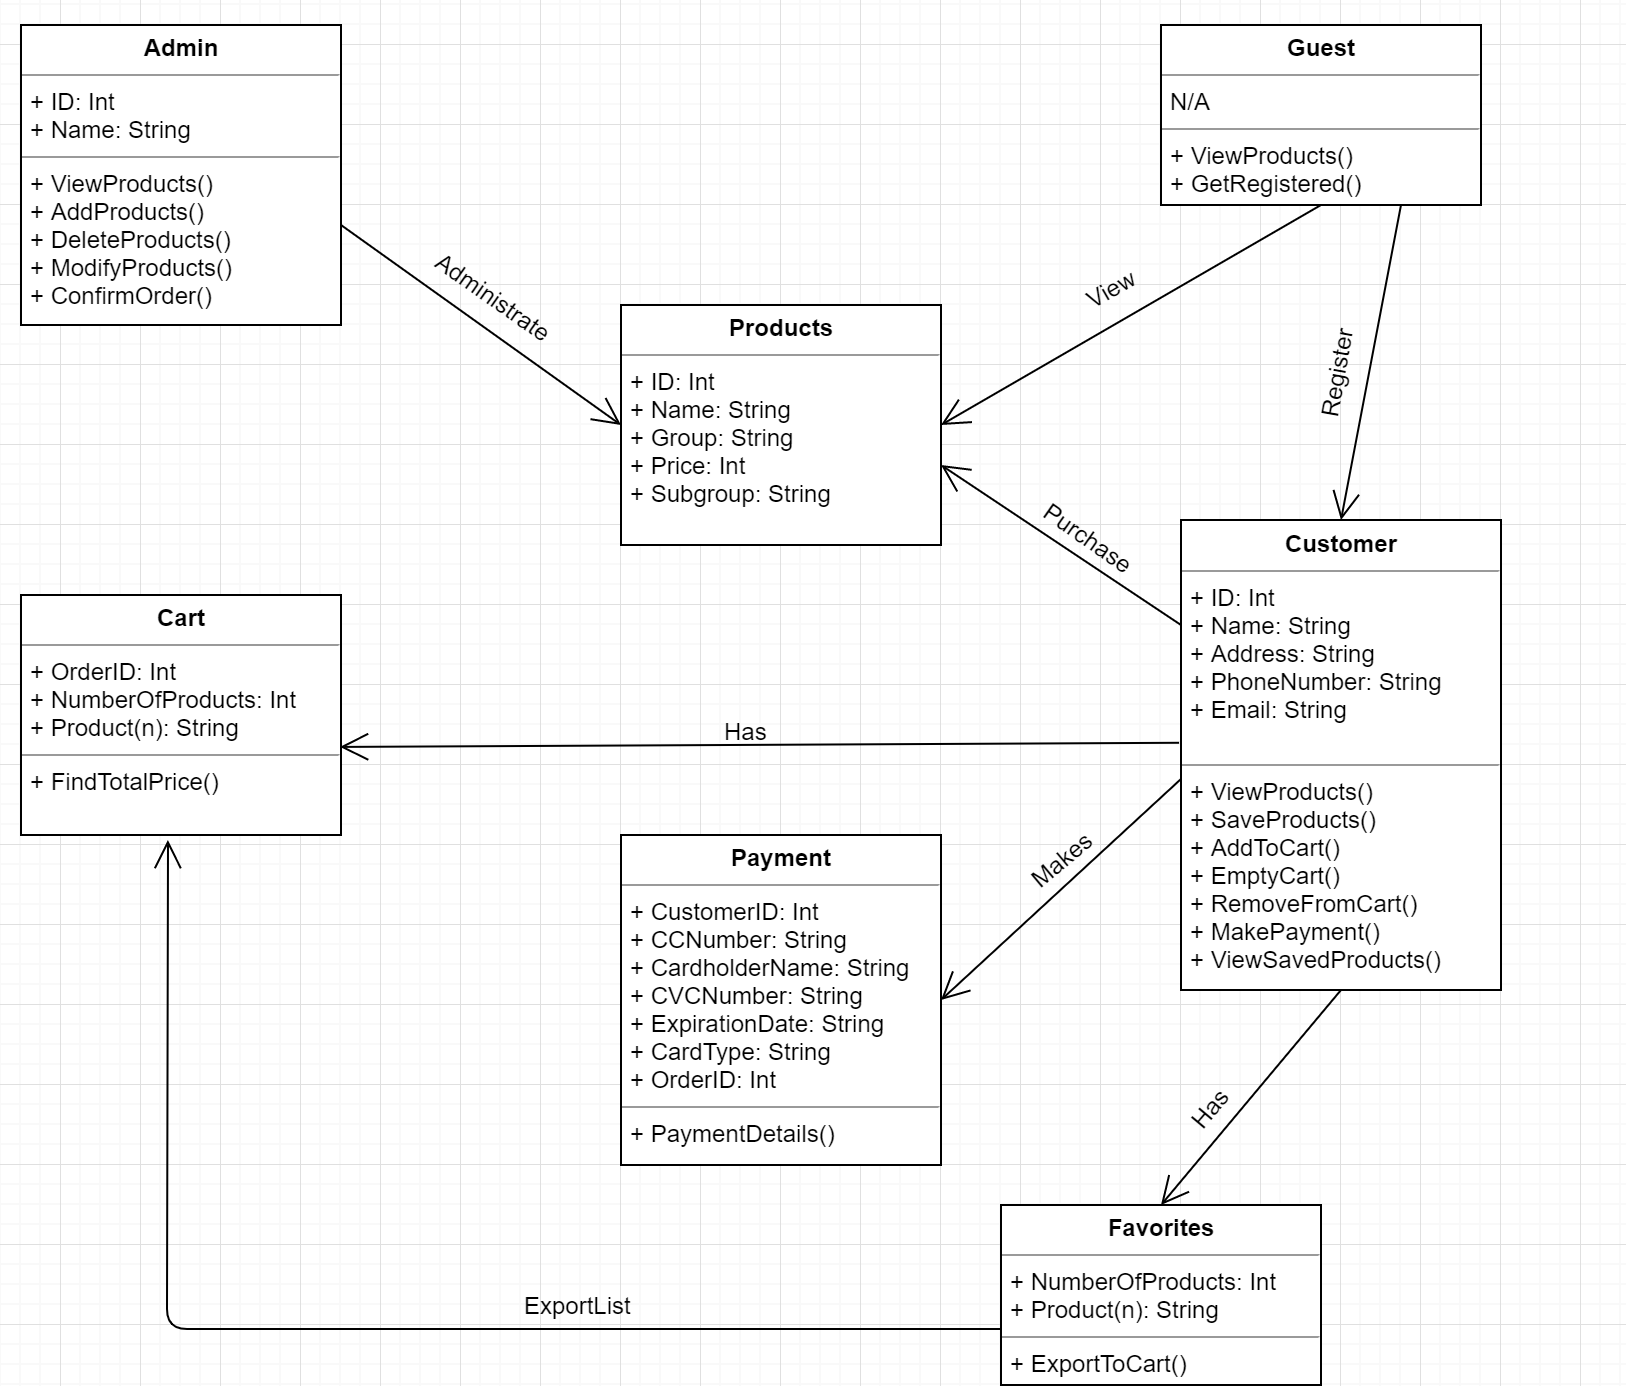 Admin
+ ID: Int
+ Name: String
+ ViewProducts()
+ AddProducts()
+ DeleteProducts()
+ ModifyProducts()
+ ConfirmOrder()
Guest
N/A
+ ViewProducts()
+ GetRegistered()
Administrate
View
Register
Products
+ ID: Int
+ Name: String
+ Group: String
+ Price: Int
+ Subgroup: String
Purchase
Customer
+ ID: Int
+ Name: String
+ Address: String
+ PhoneNumber: String
+ Email: String
+ ViewProducts()
+ SaveProducts()
+ AddToCart()
+ EmptyCart()
+ RemoveFromCart()
+ MakePayment()
+ ViewSavedProducts()
Cart
+ OrderID: Int
+ NumberOfProducts: Int
+ Product(n): String
+ FindTotalPrice()
Has
Makes
Payment
+ CustomerID: Int
+ CCNumber: String
+ CardholderName: String
+ CVCNumber: String
+ ExpirationDate: String
+ CardType: String
+ OrderID: Int
+ PaymentDetails()
Has
Favorites
+ NumberOfProducts: Int
+ Product(n): String
+ ExportToCart()
ExportList